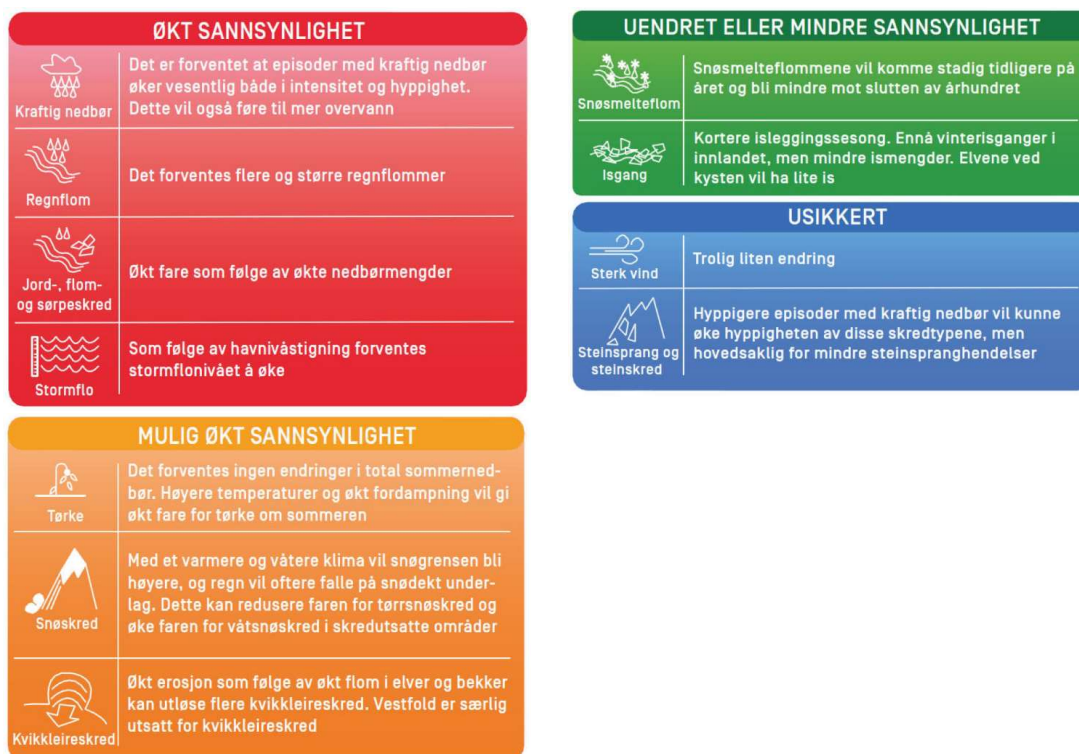 ØKT SANNSYNLIGHET
Kraftig nedbør
Det er forventet at episoder med kraftig nedbør
øker vesentlig både i intensitet og hyppighet.
Dette vil også føre til mer overvann
Regnflom
Det forventes flere og større regnflommer
Jord-, flom-
og sørpeskred
Økt fare som følge av økte nedbørmengder
Stormflo
Som følge av havnivåstigning forventes
stormflonivået å øke
MULIG ØKT SANNSYNLIGHET
Tørke
Det forventes ingen endringer i total sommerned-
bør. Høyere temperaturer og økt fordampning vil gi
økt fare for tørke om sommeren
Snøskred
Med et varmere og våtere klima vil snøgrensen bli
høyere, og regn vil oftere falle på snødekt under-
lag. Dette kan redusere faren for tørrsnøskred og
øke faren for våtsnøskred i skredutsatte områder
Kvikkleireskred
Økt erosjon som følge av økt flom i elver og bekker
kan utløse flere kvikkleireskred. Vestfold er særlig
utsatt for kvikkleireskred
UENDRET ELLER MINDRE SANNSYNLIGHET
Snøsmelteflom
Snøsmelteflommene vil komme stadig tidligere på
året og bli mindre mot slutten av århundret
Isgang
Kortere isleggingssesong. Ennå vinterisganger i
innlandet, men mindre ismengder. Elvene ved
kysten vil ha lite is
USIKKERT
Sterk vind
Trolig liten endring
Steinsprang og
steinskred
Hyppigere episoder med kraftig nedbør vil kunne
øke hyppigheten av disse skredtypene, men
hovedsaklig for mindre steinspranghendelser